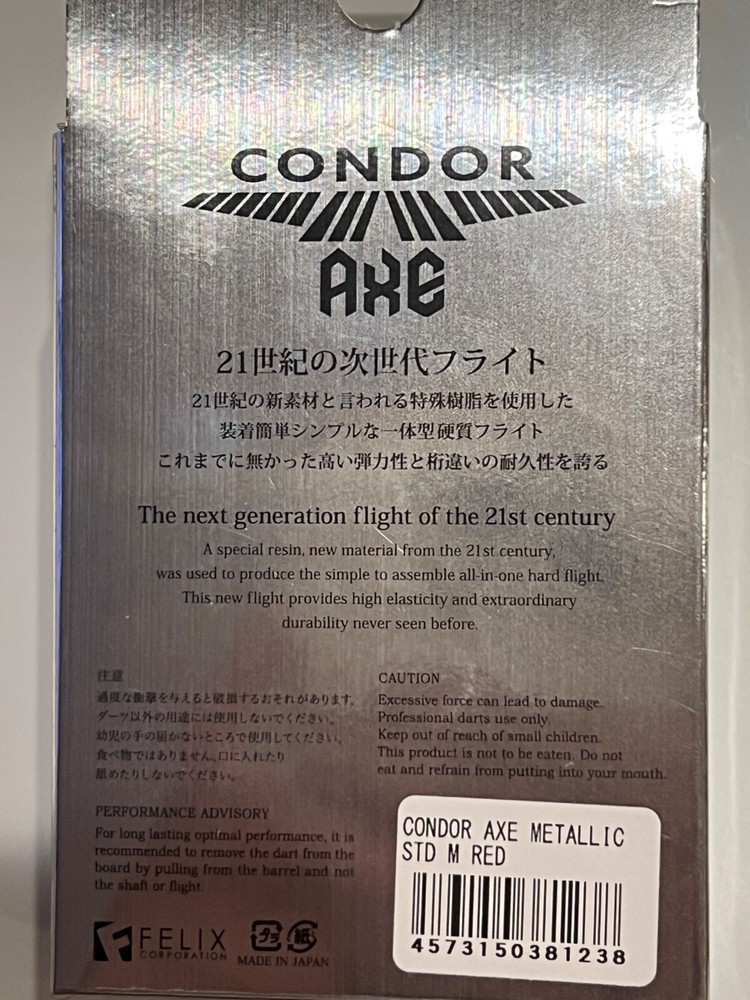 CONDOR
AXE
21世紀の次世代フライト
21世紀の新素材と言われる特殊樹脂を使用した
装着簡単シンプルな一体型硬質フライト
これまでに無かった高い弾力性と桁違いの耐久性を誇る
The next generation flight of the 21st century
A special resin, new material from the 21st century,
was used to produce the simple to assemble all-in-one hard flight.
This new flight provides high elasticity and extraordinary
durability never seen before.
注意
過度な衝撃を与えると破損するおそれがあります。
ダーツ以外の用途には使用しないでください。
幼児の手の届かないところで使用してください。
食べ物ではありません。口に入れたり
舐めたりしないでください。
CAUTION
Excessive force can lead to damage.
Professional darts use only.
Keep out of reach of small children.
This product is not to be eaten. Do not
eat and refrain from putting into your mouth.
PERFORMANCE ADVISORY
For long lasting optimal performance, it is
recommended to remove the dart from the
board by pulling from the barrel and not
the shaft or flight.
CONDOR AXE METALLIC
STD M RED
4573150381238
FELIX
CORPORATION
プラ 紙
MADE IN JAPAN